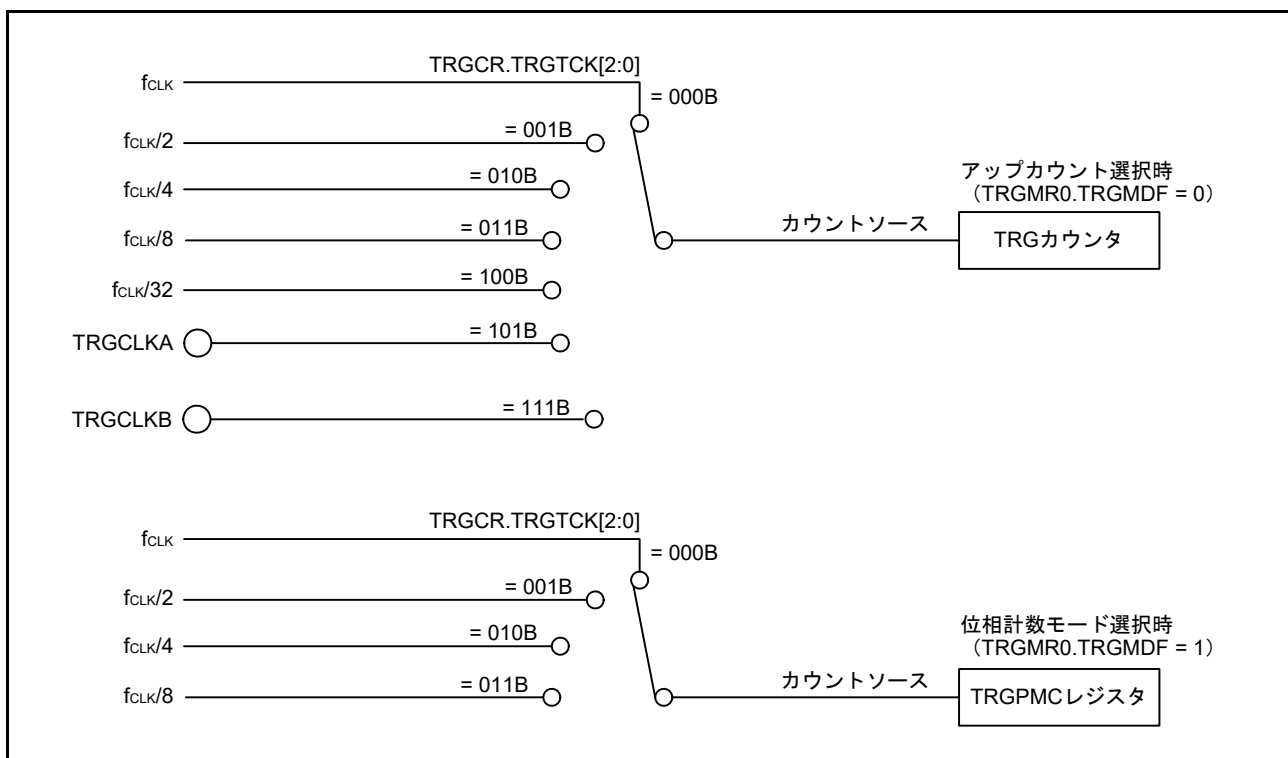 TRGCR.TRGTCK[2:0]
fCLK
= 000B
fCLK/2
= 001B
fCLK/4
= 010B
fCLK/8
= 011B
fCLK/32
= 100B
TRGCLKA
= 101B
TRGCLKB
= 111B
カウントソース
アップカウント選択時
（TRGMR0.TRGMDF = 0）
TRGカウンタ
TRGCR.TRGTCK[2:0]
fCLK
= 000B
fCLK/2
= 001B
fCLK/4
= 010B
fCLK/8
= 011B
カウントソース
位相計数モード選択時
（TRGMR0.TRGMDF = 1）
TRGPMCレジスタ